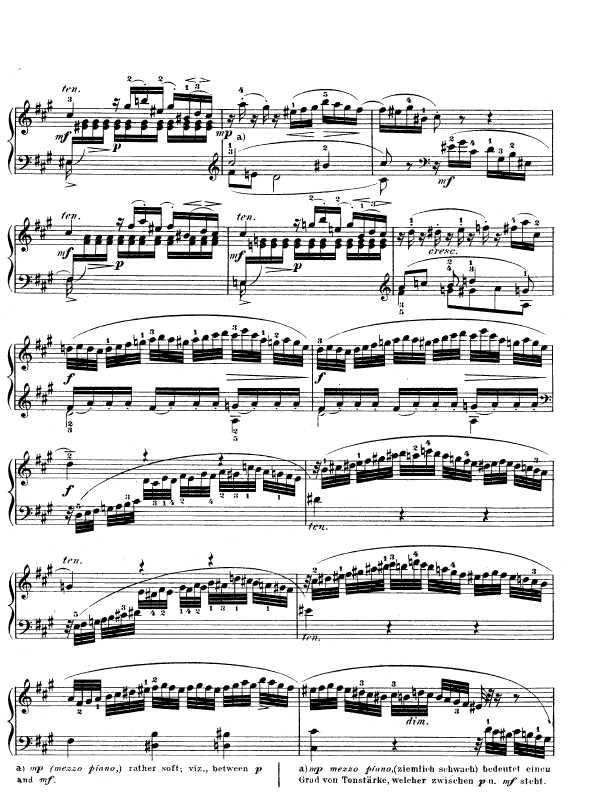 ten.
mf
p
mp
a)
mf
ten.
ten.
mf
p
mf
p
cresc.
f
f
ten.
f
ten.
ten.
ten.
dim.
a) mp (mezzo piano,) rather soft; viz., between p
and mf.
a) mp mezzo piano, (ziemlich schwach) bedeutet einen
Grad von Tonstärke, welcher zwischen p u. mf steht.